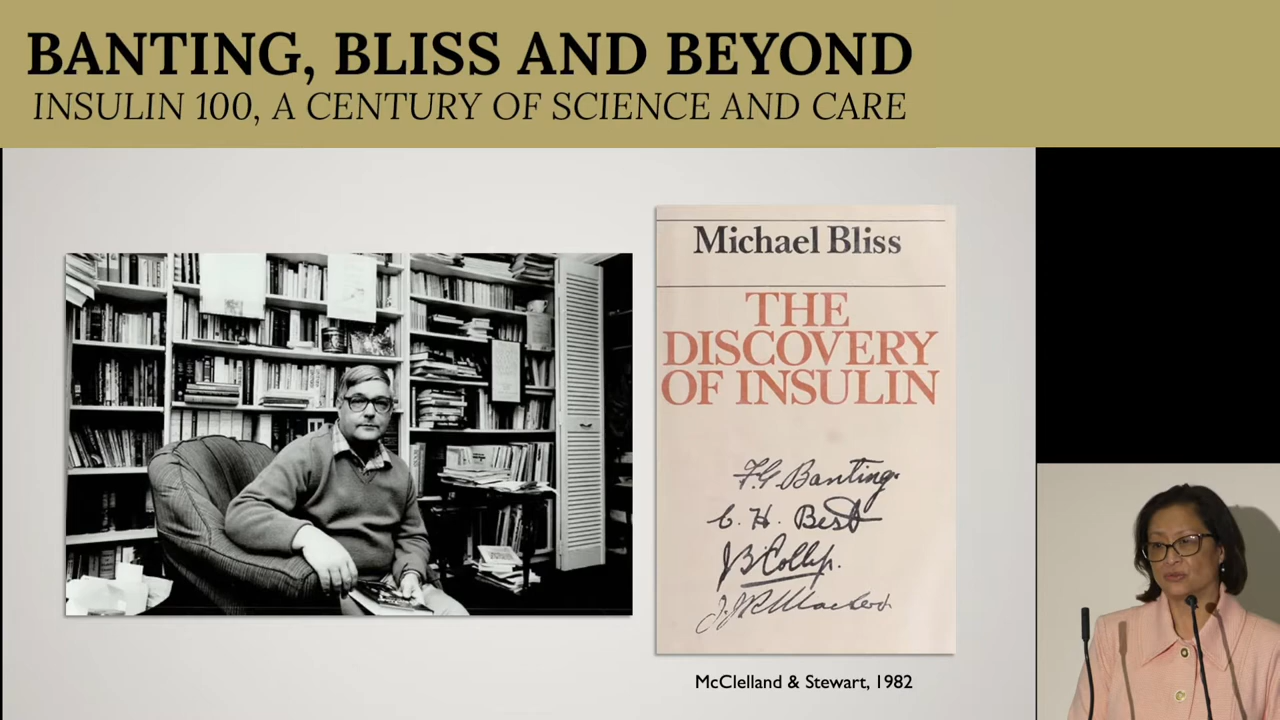 BANTING, BLISS AND BEYOND
INSULIN 100, A CENTURY OF SCIENCE AND CARE
Michael Bliss
THE
DISCOVERY
OF INSULIN
F.G. Banting.
C. H. Best
J B Collip.
J. J. R. Macleod.
McClelland & Stewart, 1982